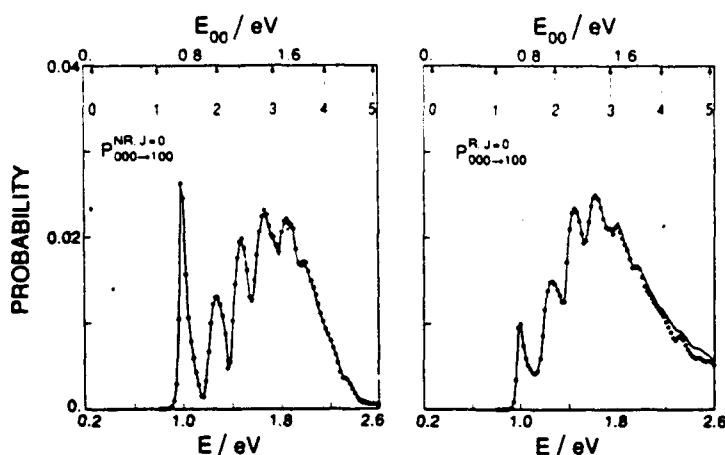 E00 / eV
0. 0.8 1.6
0.04
0 1 2 3 4 5
P NR, J=0 000→100
PROBABILITY
0.02
0.
0.2 1.0 1.8 2.6
E / eV
E00 / eV
0. 0.8 1.6
0 1 2 3 4 5
P R, J=0 000→100
0.2 1.0 1.8 2.6
E / eV